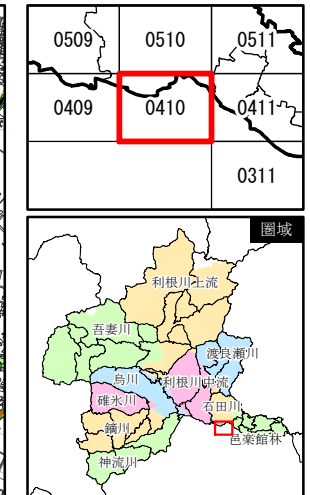 0509 0510 0511
0409 0410 0411
0311
圏域
利根川上流
吾妻川
渡良瀬川
烏川
利根川中流
碓氷川
石田川
鏑川
邑楽館林
神流川